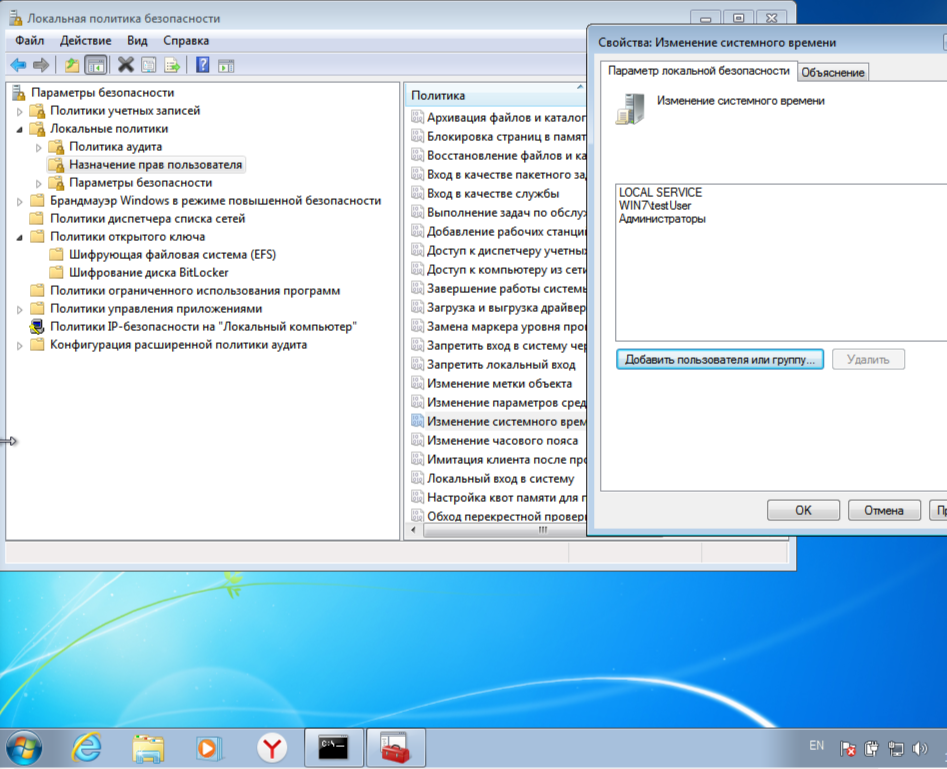 Локальная политика безопасности
Файл Действие Вид Справка
Параметры безопасности
Политики учетных записей
Локальные политики
Политика аудита
Назначение прав пользователя
Параметры безопасности
Брандмауэр Windows в режиме повышенной безопасности
Политики диспетчера списка сетей
Политики открытого ключа
Шифрующая файловая система (EFS)
Шифрование диска BitLocker
Политики ограниченного использования программ
Политики управления приложениями
Политики IP-безопасности на "Локальный компьютер"
Конфигурация расширенной политики аудита
Политика
Архивация файлов и каталог
Блокировка страниц в памят
Восстановление файлов и ка
Вход в качестве пакетного за
Вход в качестве службы
Выполнение задач по обслу
Добавление рабочих станци
Доступ к диспетчеру учетны
Доступ к компьютеру из сети
Завершение работы системы
Загрузка и выгрузка драйвер
Замена маркера уровня про
Запретить вход в систему чер
Запретить локальный вход
Изменение метки объекта
Изменение параметров сред
Изменение системного врем
Изменение часового пояса
Имитация клиента после про
Локальный вход в систему
Настройка квот памяти для п
Обход перекрестной провер
Свойства: Изменение системного времени
Параметр локальной безопасности Объяснение
Изменение системного времени
LOCAL SERVICE
WIN7\testUser
Администраторы
Добавить пользователя или группу... Удалить
OK Отмена Пр
C:\
EN